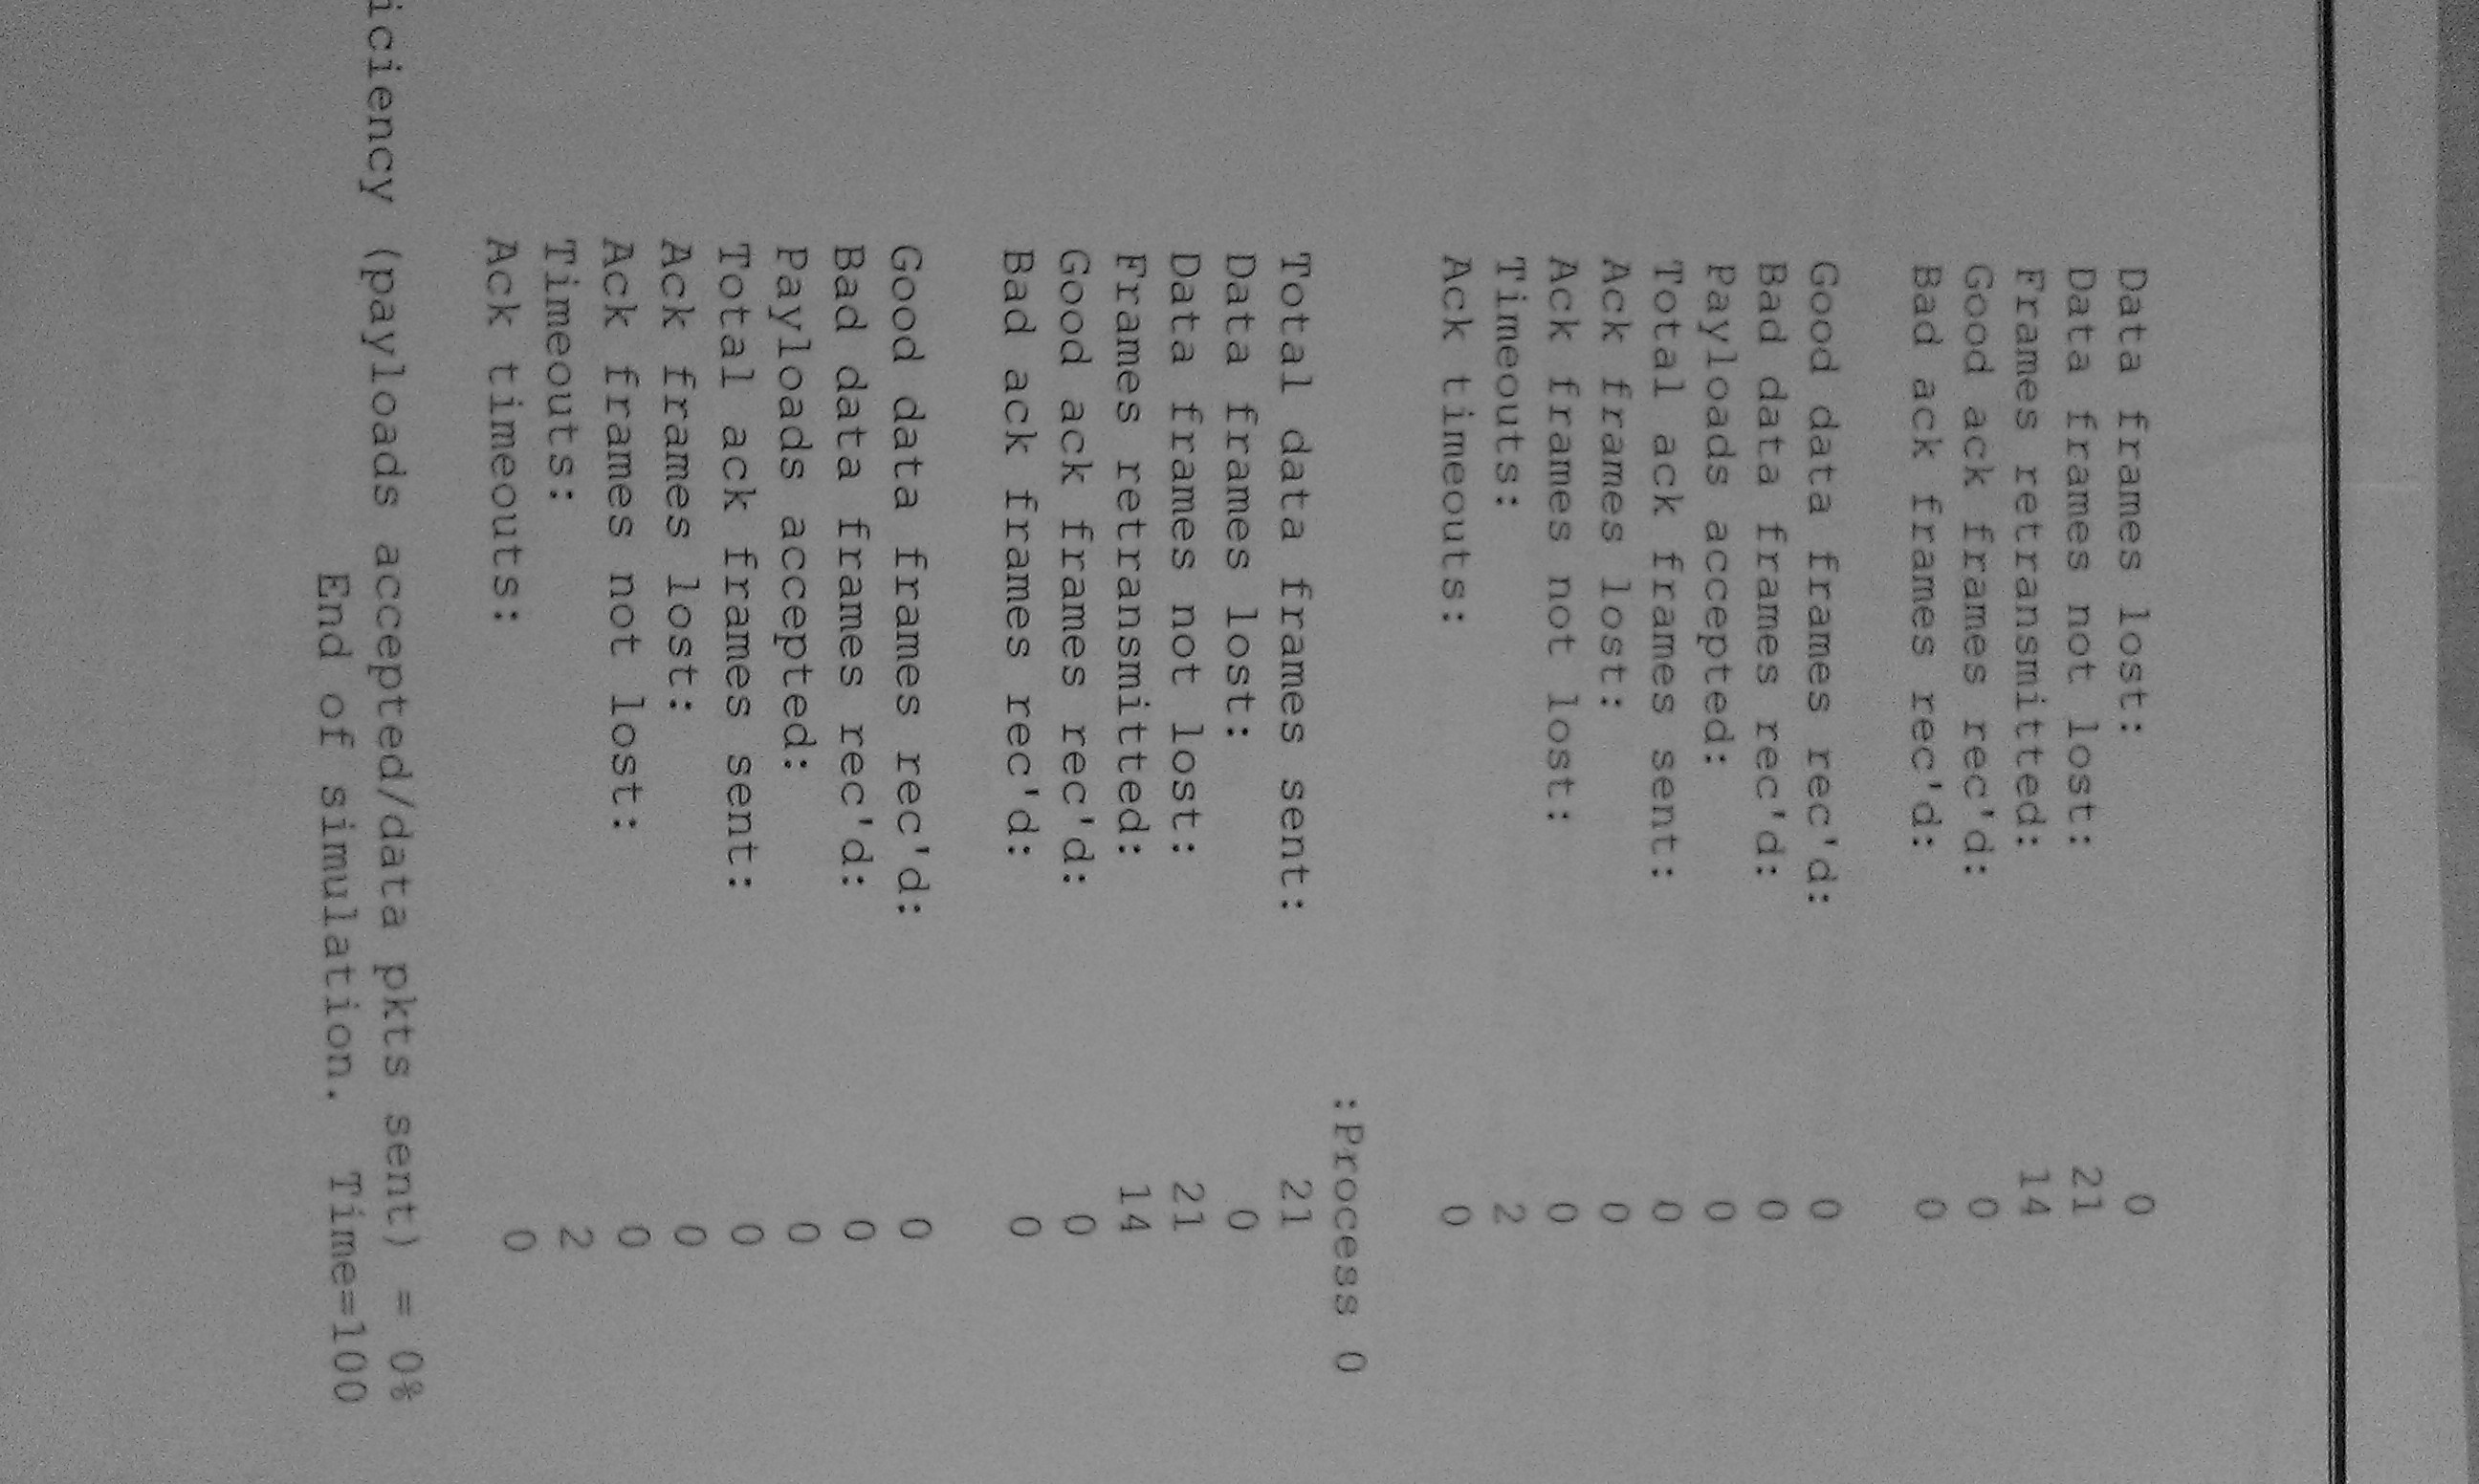 Data frames lost: 0
Data frames not lost: 21
Frames retransmitted: 14
Good ack frames rec'd: 0
Bad ack frames rec'd: 0
Good data frames rec'd: 0
Bad data frames rec'd: 0
Payloads accepted: 0
Total ack frames sent: 0
Ack frames lost: 0
Ack frames not lost: 0
Timeouts: 2
Ack timeouts: 0
:Process 0
Total data frames sent: 21
Data frames lost: 0
Data frames not lost: 21
Frames retransmitted: 14
Good ack frames rec'd: 0
Bad ack frames rec'd: 0
Good data frames rec'd: 0
Bad data frames rec'd: 0
Payloads accepted: 0
Total ack frames sent: 0
Ack frames lost: 0
Ack frames not lost: 0
Timeouts: 2
Ack timeouts: 0
iciency (payloads accepted/data pkts sent) = 0%
End of simulation. Time=100